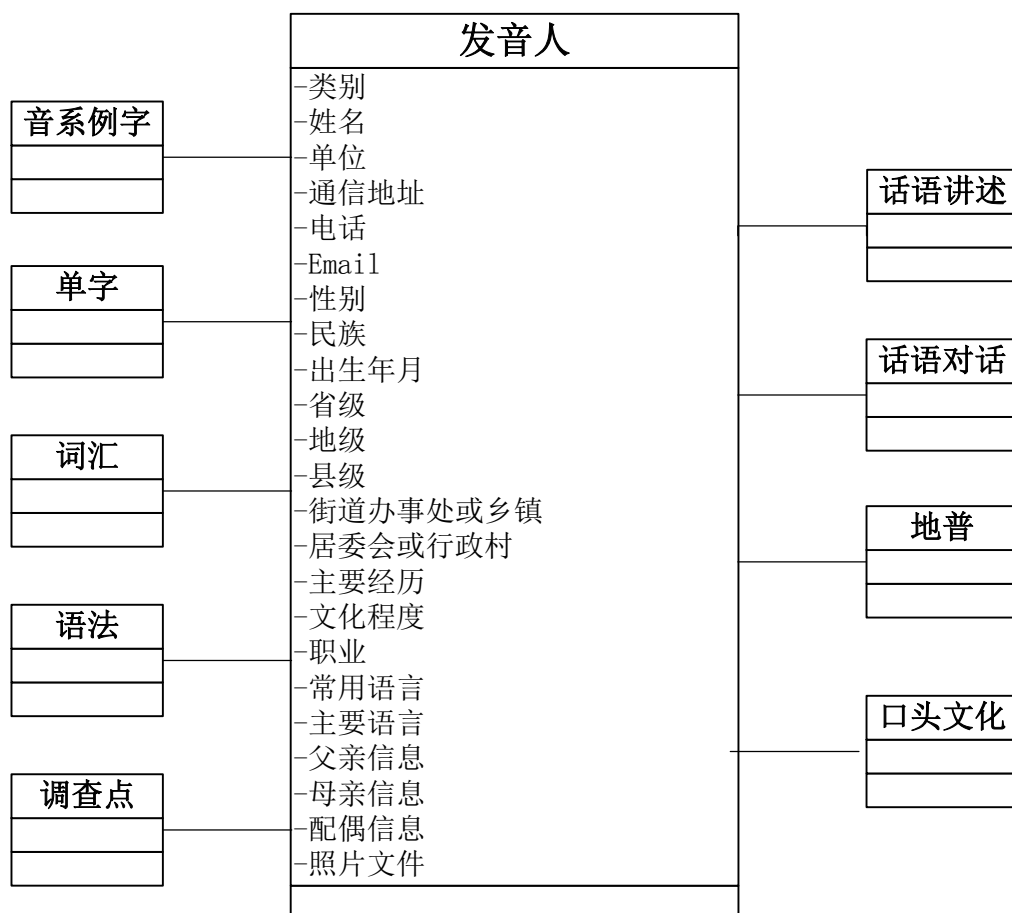 发音人
-类别
-姓名
-单位
-通信地址
-电话
-Email
-性别
-民族
-出生年月
-省级
-地级
-县级
-街道办事处或乡镇
-居委会或行政村
-主要经历
-文化程度
-职业
-常用语言
-主要语言
-父亲信息
-母亲信息
-配偶信息
-照片文件
音系例字
单字
词汇
语法
调查点
话语讲述
话语对话
地普
口头文化